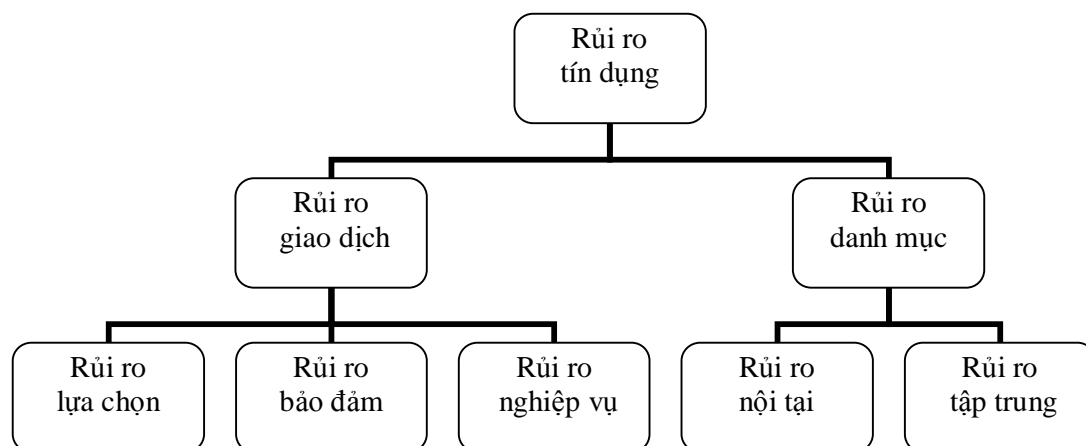 Rủi ro
tín dụng
Rủi ro
giao dịch
Rủi ro
danh mục
Rủi ro
lựa chọn
Rủi ro
bảo đảm
Rủi ro
nghiệp vụ
Rủi ro
nội tại
Rủi ro
tập trung